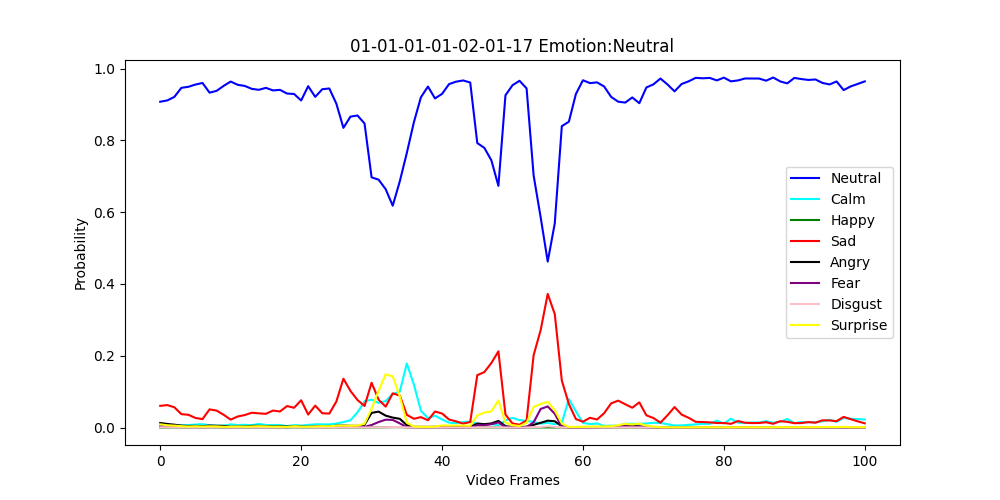 01-01-01-01-02-01-17 Emotion:Neutral
1.0
0.8
0.6
0.4
0.2
0.0
Probability
0 20 40 60 80 100
Video Frames
Neutral
Calm
Happy
Sad
Angry
Fear
Disgust
Surprise